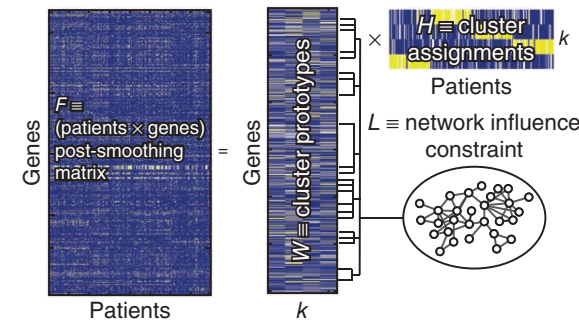 Genes
F ≡
(patients × genes)
post-smoothing
matrix
Patients
=
Genes
W ≡ cluster prototypes
k
×
H ≡ cluster
assignments
k
Patients
L ≡ network influence
constraint